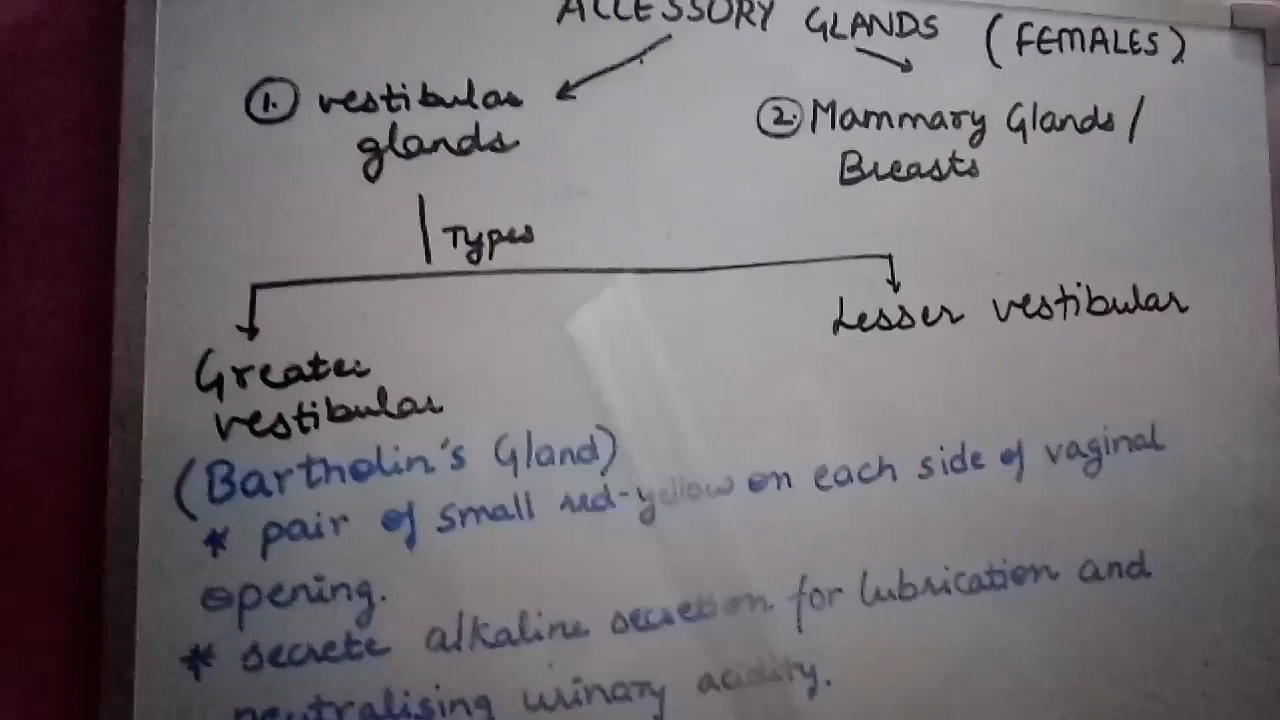 ACCESSORY GLANDS (FEMALES)
1. vestibular
glands
2. Mammary Glands /
Breasts
Types
Greater
vestibular
Lesser vestibular
(Bartholin's Gland)
* pair of small red-yellow on each side of vaginal
opening.
* secrete alkaline secretion for lubrication and
neutralising urinary acidity.